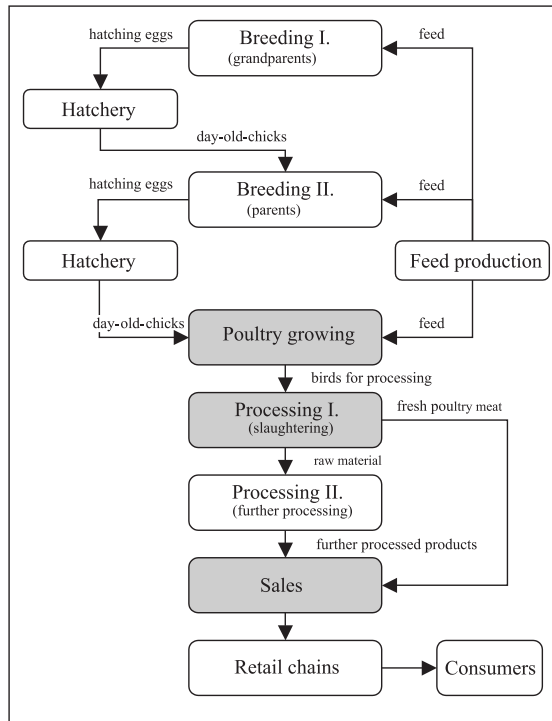 hatching eggs
Breeding I.
(grandparents)
feed
Hatchery
day-old-chicks
hatching eggs
Breeding II.
(parents)
feed
Hatchery
Feed production
day-old-chicks
Poultry growing
feed
birds for processing
Processing I.
(slaughtering)
fresh poultry meat
raw material
Processing II.
(further processing)
further processed products
Sales
Retail chains
Consumers